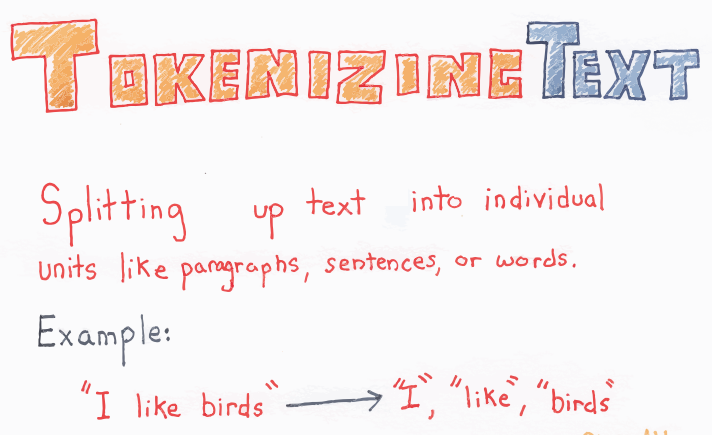 TOKENIZING TEXT
Splitting up text into individual
units like paragraphs, sentences, or words.
Example:
"I like birds" → "I", "like", "birds"